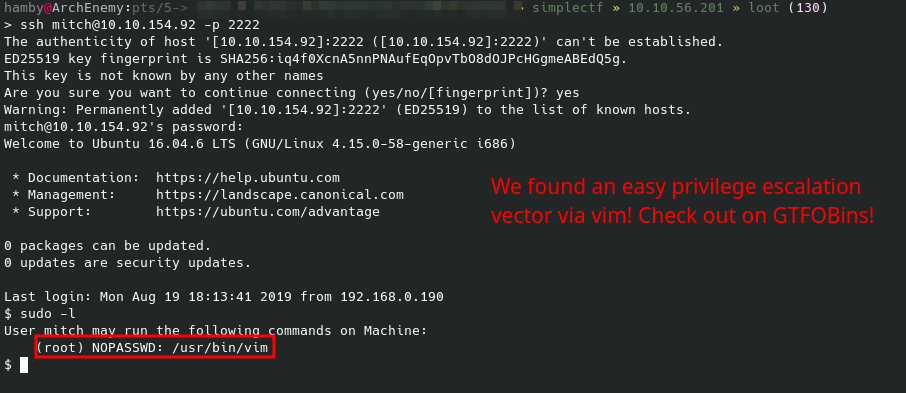 hamby@ArchEnemy:pts/5-> simplectf » 10.10.56.201 » loot (130)
> ssh mitch@10.10.154.92 -p 2222
The authenticity of host '[10.10.154.92]:2222 ([10.10.154.92]:2222)' can't be established.
ED25519 key fingerprint is SHA256:iq4f0XcnA5nnPNAufEqOpvTbO8dOJPcHGgmeABEdQ5g.
This key is not known by any other names
Are you sure you want to continue connecting (yes/no/[fingerprint])? yes
Warning: Permanently added '[10.10.154.92]:2222' (ED25519) to the list of known hosts.
mitch@10.10.154.92's password:
Welcome to Ubuntu 16.04.6 LTS (GNU/Linux 4.15.0-58-generic i686)
* Documentation: https://help.ubuntu.com
* Management: https://landscape.canonical.com
* Support: https://ubuntu.com/advantage
We found an easy privilege escalation
vector via vim! Check out on GTFOBins!
0 packages can be updated.
0 updates are security updates.
Last login: Mon Aug 19 18:13:41 2019 from 192.168.0.190
$ sudo -l
User mitch may run the following commands on Machine:
(root) NOPASSWD: /usr/bin/vim
$